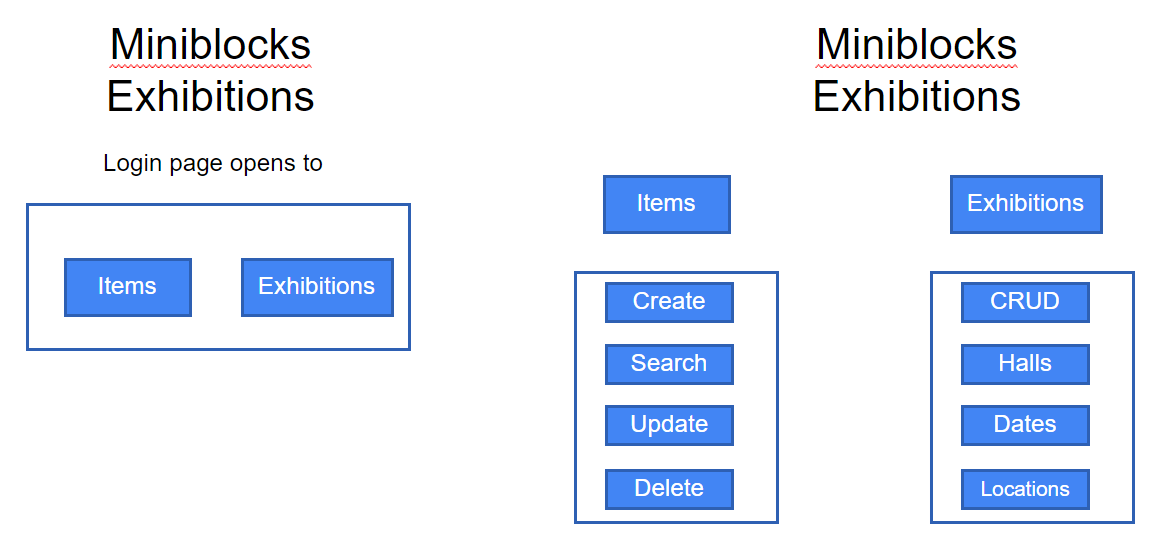 Miniblocks
Exhibitions
Login page opens to
Items
Exhibitions
Miniblocks
Exhibitions
Items
Create
Search
Update
Delete
Exhibitions
CRUD
Halls
Dates
Locations